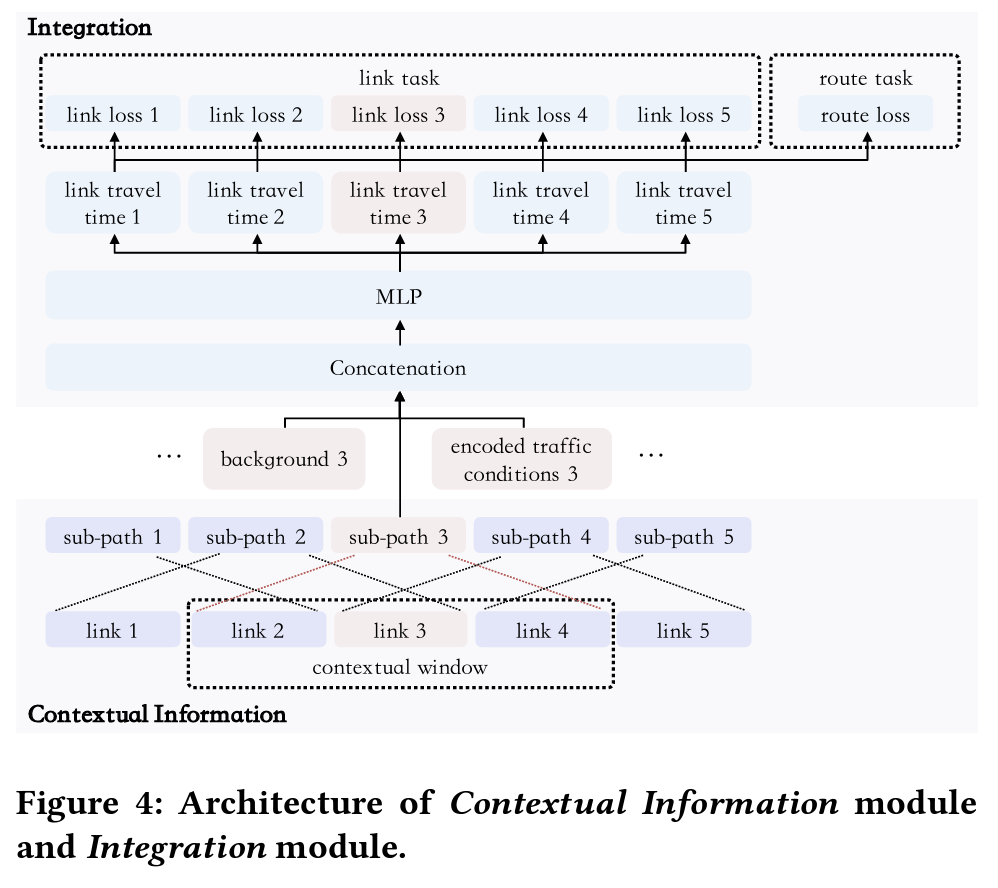 Integration
link task
route task
link loss 1
link loss 2
link loss 3
link loss 4
link loss 5
route loss
link travel
time 1
link travel
time 2
link travel
time 3
link travel
time 4
link travel
time 5
MLP
Concatenation
...
background 3
encoded traffic
conditions 3
...
sub-path 1
sub-path 2
sub-path 3
sub-path 4
sub-path 5
link 1
link 2
link 3
link 4
link 5
contextual window
Contextual Information
Figure 4: Architecture of Contextual Information module
and Integration module.